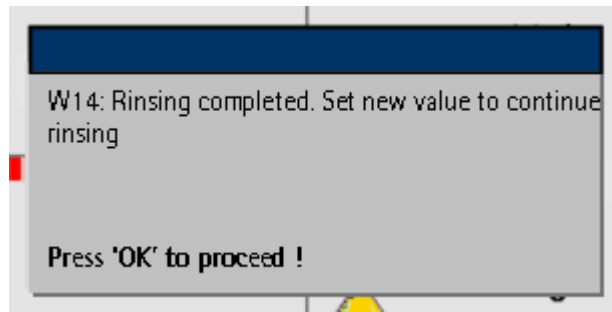 W14: Rinsing completed. Set new value to continue
rinsing
Press 'OK' to proceed !